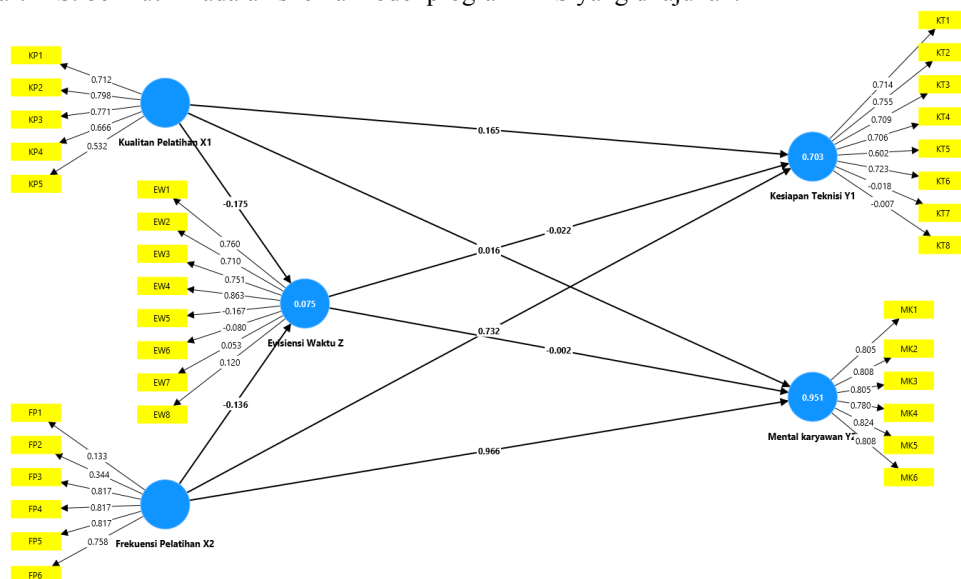 adalah skema model program PLS yang diajukan:
KP1
KP2
KP3
KP4
KP5
0.712
0.798
0.771
0.666
0.532
Kualitan Pelatihan X1
EW1
EW2
EW3
EW4
EW5
EW6
EW7
EW8
0.760
0.710
0.751
0.863
-0.167
-0.080
0.053
0.120
0.075
Evisiensi Waktu Z
FP1
FP2
FP3
FP4
FP5
FP6
0.133
0.344
0.817
0.817
0.817
0.758
Frekuensi Pelatihan X2
-0.175
-0.136
0.165
-0.022
0.016
0.732
-0.002
0.966
KT1
KT2
KT3
KT4
KT5
KT6
KT7
KT8
0.714
0.755
0.709
0.706
0.602
0.723
-0.018
-0.007
0.703
Kesiapan Teknisi Y1
MK1
MK2
MK3
MK4
MK5
MK6
0.805
0.808
0.805
0.780
0.824
0.808
0.951
Mental karyawan Y2